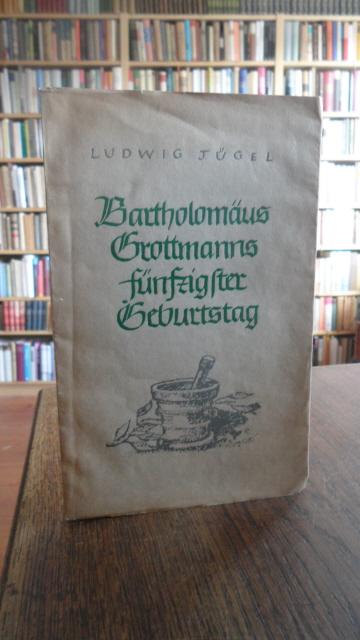 LUDWIG JÜGEL
Bartholomäus
Grottmanns
fünfzigster
Geburtstag